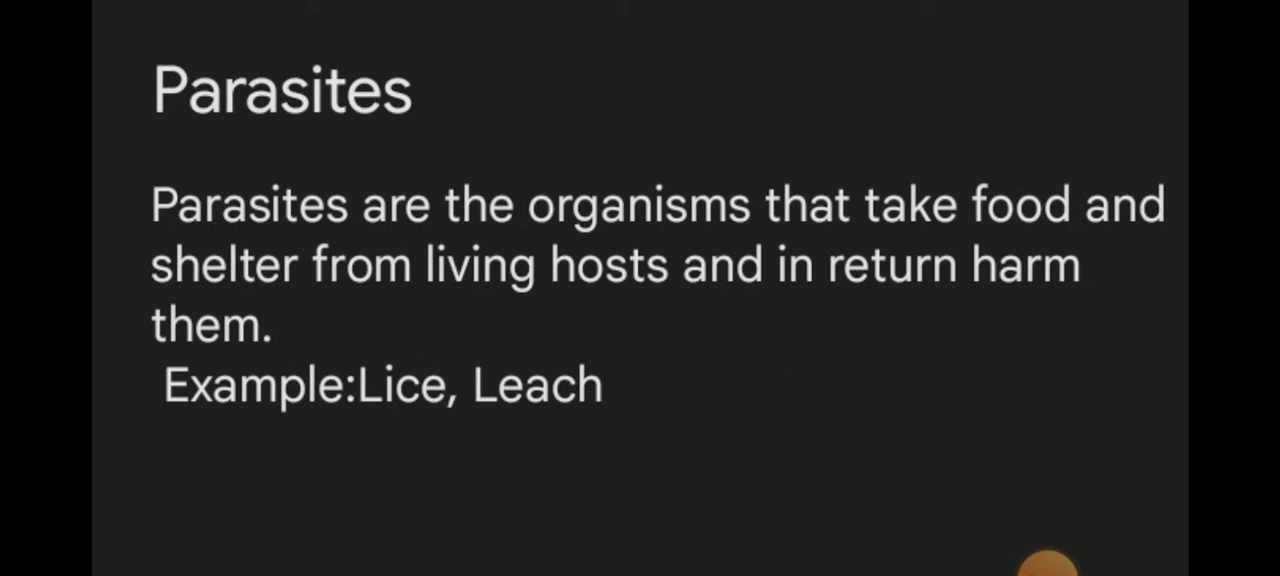 Parasites
Parasites are the organisms that take food and
shelter from living hosts and in return harm
them.
Example:Lice, Leach